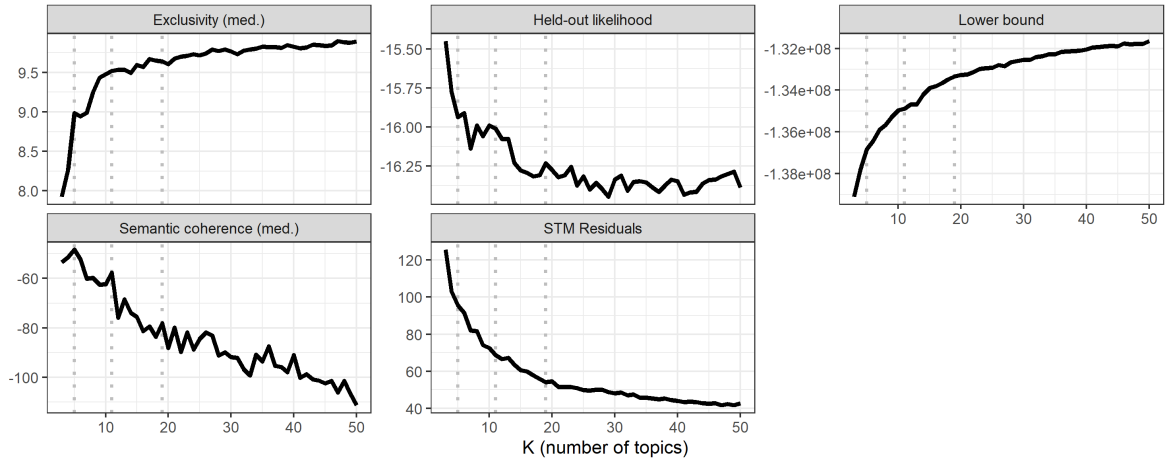 Exclusivity (med.)
9.5
9.0
8.5
8.0
Held-out likelihood
-15.50
-15.75
-16.00
-16.25
Lower bound
-1.32e+08
-1.34e+08
-1.36e+08
-1.38e+08
10 20 30 40 50
Semantic coherence (med.)
-60
-80
-100
10 20 30 40 50
STM Residuals
120
100
80
60
40
10 20 30 40 50
K (number of topics)